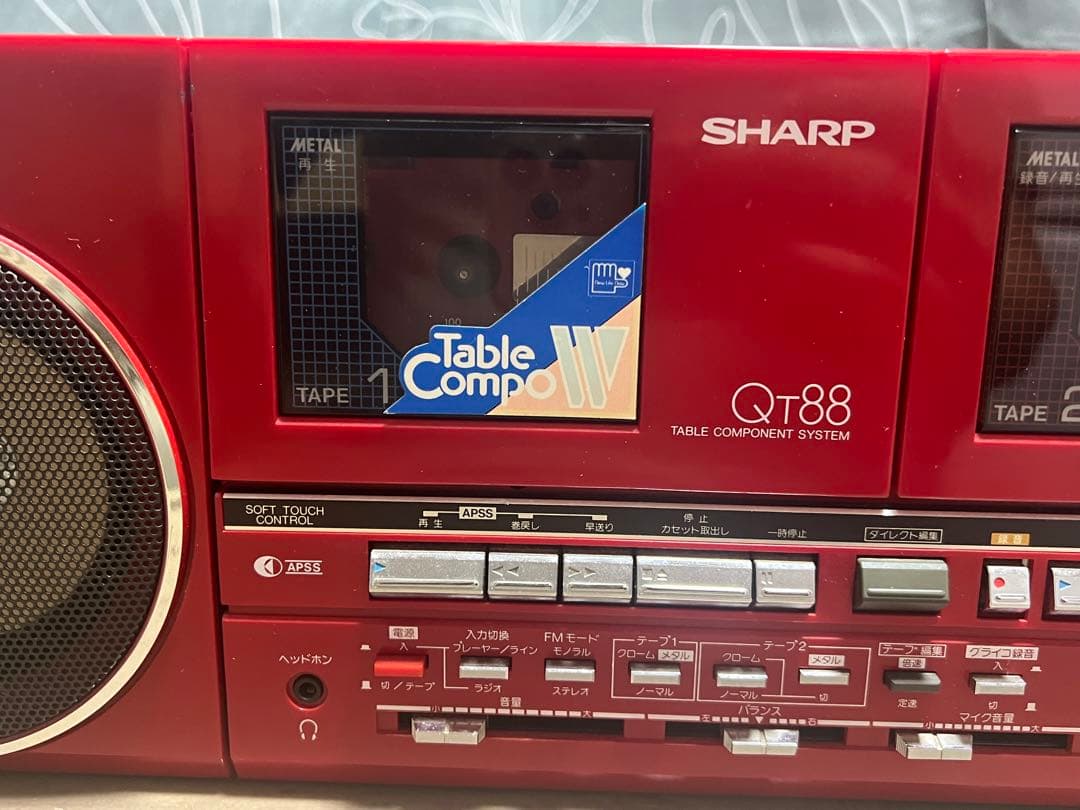 METAL
再生
SHARP
METAL
録音/再生
Table
Compo W
100
TAPE 1
QT88
TABLE COMPONENT SYSTEM
TAPE 2
SOFT TOUCH
CONTROL
再生
APSS
巻戻し
早送り
停止
カセット取出し
一時停止
ダイレクト編集
録音
APSS
電源
入
切/テープ
入力切換
プレーヤー/ライン
ラジオ
FMモード
モノラル
ステレオ
テープ1
クローム メタル
ノーマル
テープ2
クローム
ノーマル
メタル
切
テープ編集
倍速
定速
グライコ録音
入
切
ヘッドホン
音量
小 大
バランス
左 右
マイク音量
小 大